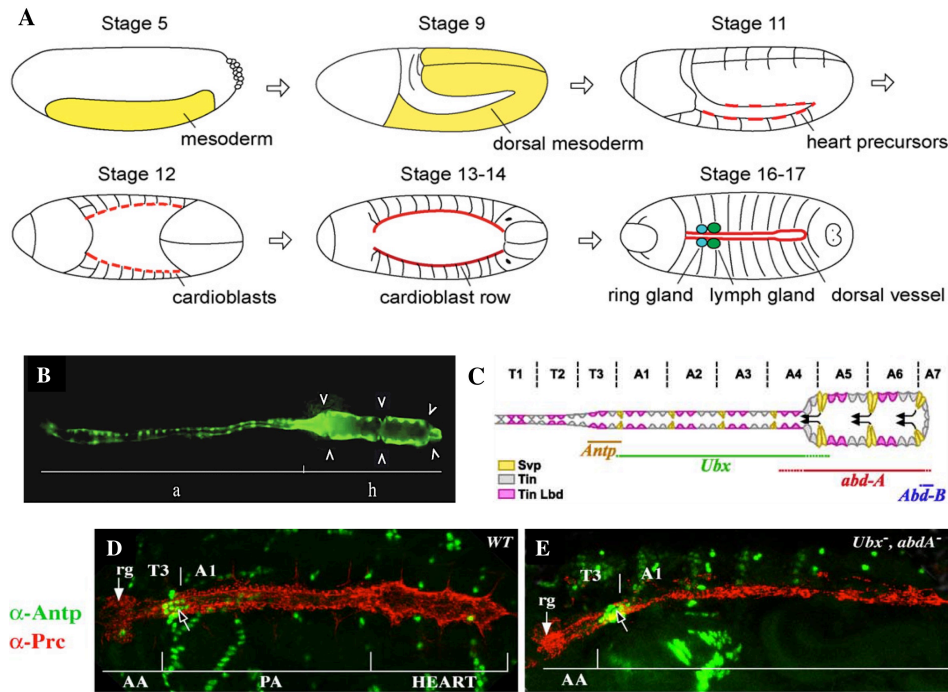 A
Stage 5
Stage 9
Stage 11
mesoderm
dorsal mesoderm
heart precursors
Stage 12
Stage 13-14
Stage 16-17
cardioblasts
cardioblast row
ring gland
lymph gland
dorsal vessel
B
a
h
C
T1
T2
T3
A1
A2
A3
A4
A5
A6
A7
Antp
Ubx
abd-A
Abd-B
Svp
Tin
Tin Lbd
α-Antp
α-Prc
D
WT
rg
T3
A1
AA
PA
HEART
E
Ubx-, abdA-
rg
T3
A1
AA